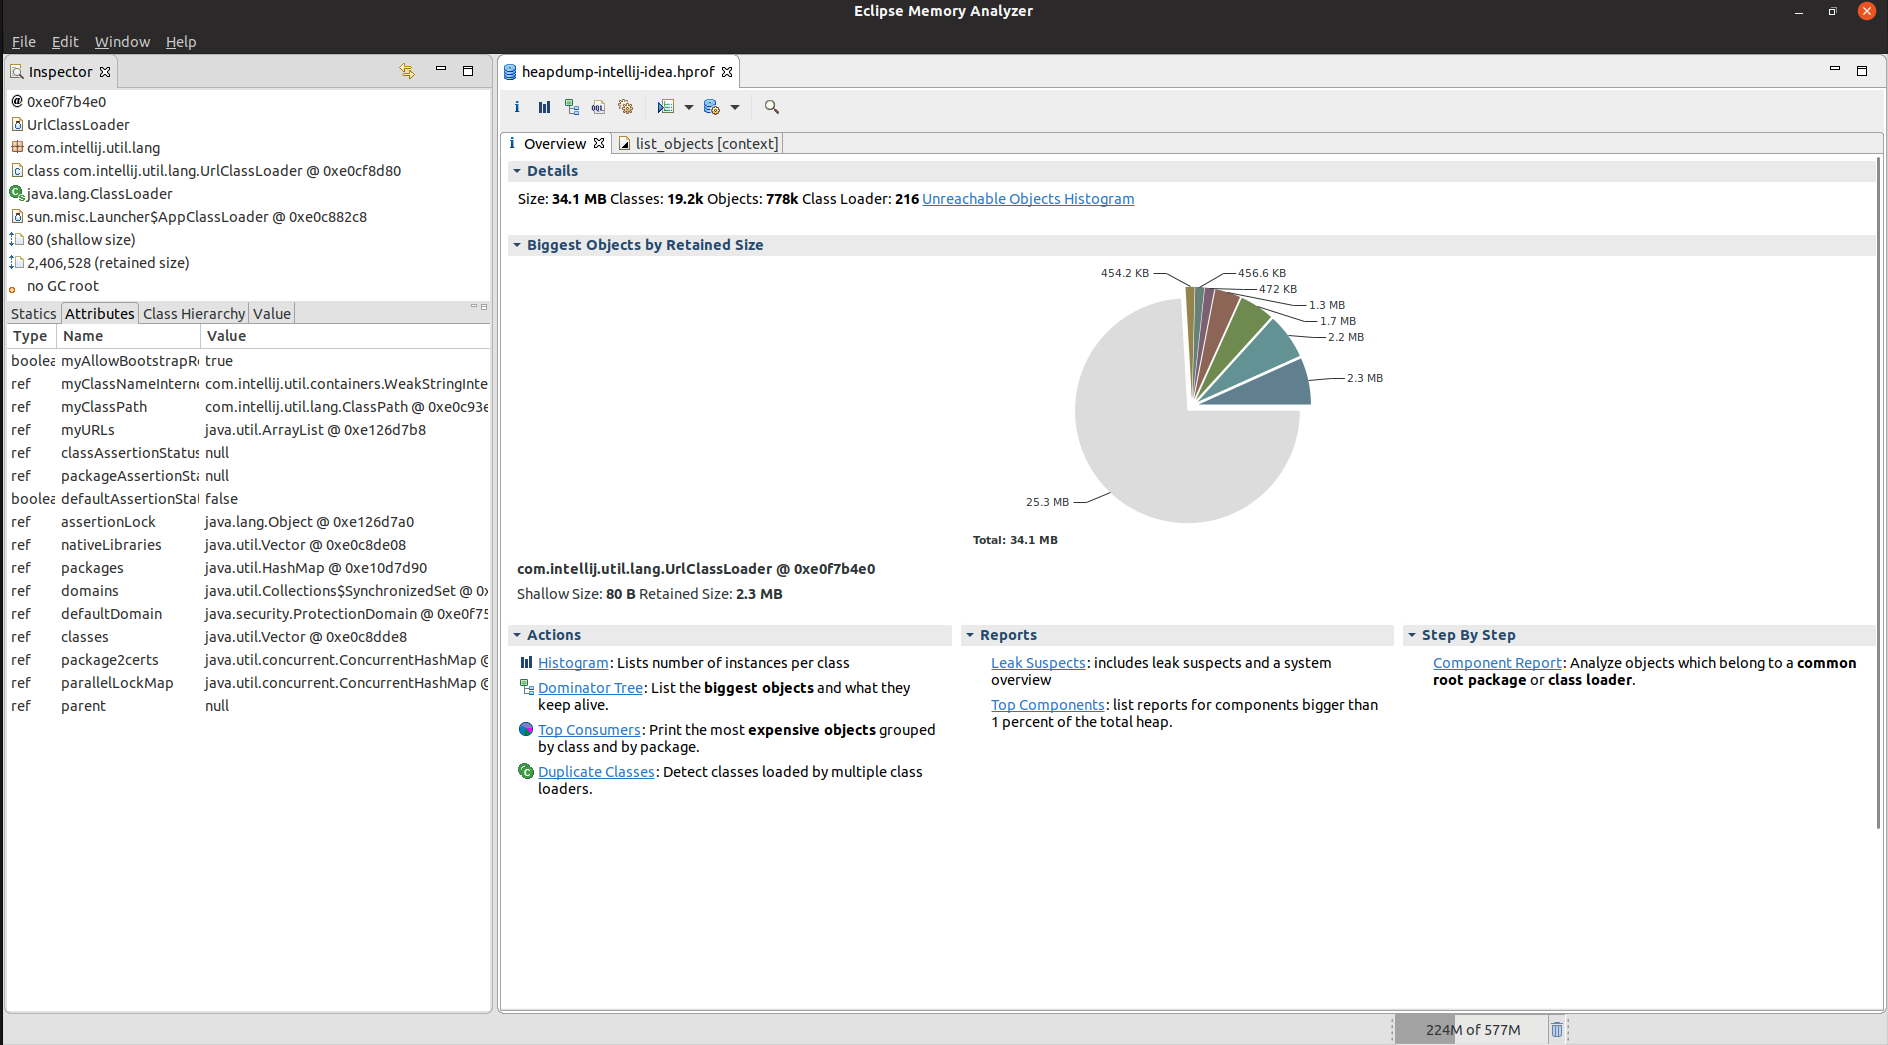 Eclipse Memory Analyzer
File Edit Window Help
Inspector
@ 0xe0f7b4e0
UrlClassLoader
com.intellij.util.lang
class com.intellij.util.lang.UrlClassLoader @ 0xe0cf8d80
java.lang.ClassLoader
sun.misc.Launcher$AppClassLoader @ 0xe0c882c8
80 (shallow size)
2,406,528 (retained size)
no GC root
Statics Attributes Class Hierarchy Value
Type Name Value
boolea myAllowBootstrapRe true
ref myClassNameInterne com.intellij.util.containers.WeakStringInte
ref myClassPath com.intellij.util.lang.ClassPath @ 0xe0c93e
ref myURLs java.util.ArrayList @ 0xe126d7b8
ref classAssertionStatus null
ref packageAssertionSta null
boolea defaultAssertionStat false
ref assertionLock java.lang.Object @ 0xe126d7a0
ref nativeLibraries java.util.Vector @ 0xe0c8de08
ref packages java.util.HashMap @ 0xe10d7d90
ref domains java.util.Collections$SynchronizedSet @ 0x
ref defaultDomain java.security.ProtectionDomain @ 0xe0f75
ref classes java.util.Vector @ 0xe0c8dde8
ref package2certs java.util.concurrent.ConcurrentHashMap @
ref parallelLockMap java.util.concurrent.ConcurrentHashMap @
ref parent null
heapdump-intellij-idea.hprof
i OQL
i Overview list_objects [context]
Details
Size: 34.1 MB Classes: 19.2k Objects: 778k Class Loader: 216 Unreachable Objects Histogram
Biggest Objects by Retained Size
454.2 KB
456.6 KB
472 KB
1.3 MB
1.7 MB
2.2 MB
2.3 MB
25.3 MB
Total: 34.1 MB
com.intellij.util.lang.UrlClassLoader @ 0xe0f7b4e0
Shallow Size: 80 B Retained Size: 2.3 MB
Actions
Histogram: Lists number of instances per class
Dominator Tree: List the biggest objects and what they
keep alive.
Top Consumers: Print the most expensive objects grouped
by class and by package.
Duplicate Classes: Detect classes loaded by multiple class
loaders.
Reports
Leak Suspects: includes leak suspects and a system
overview
Top Components: list reports for components bigger than
1 percent of the total heap.
Step By Step
Component Report: Analyze objects which belong to a common
root package or class loader.
224M of 577M